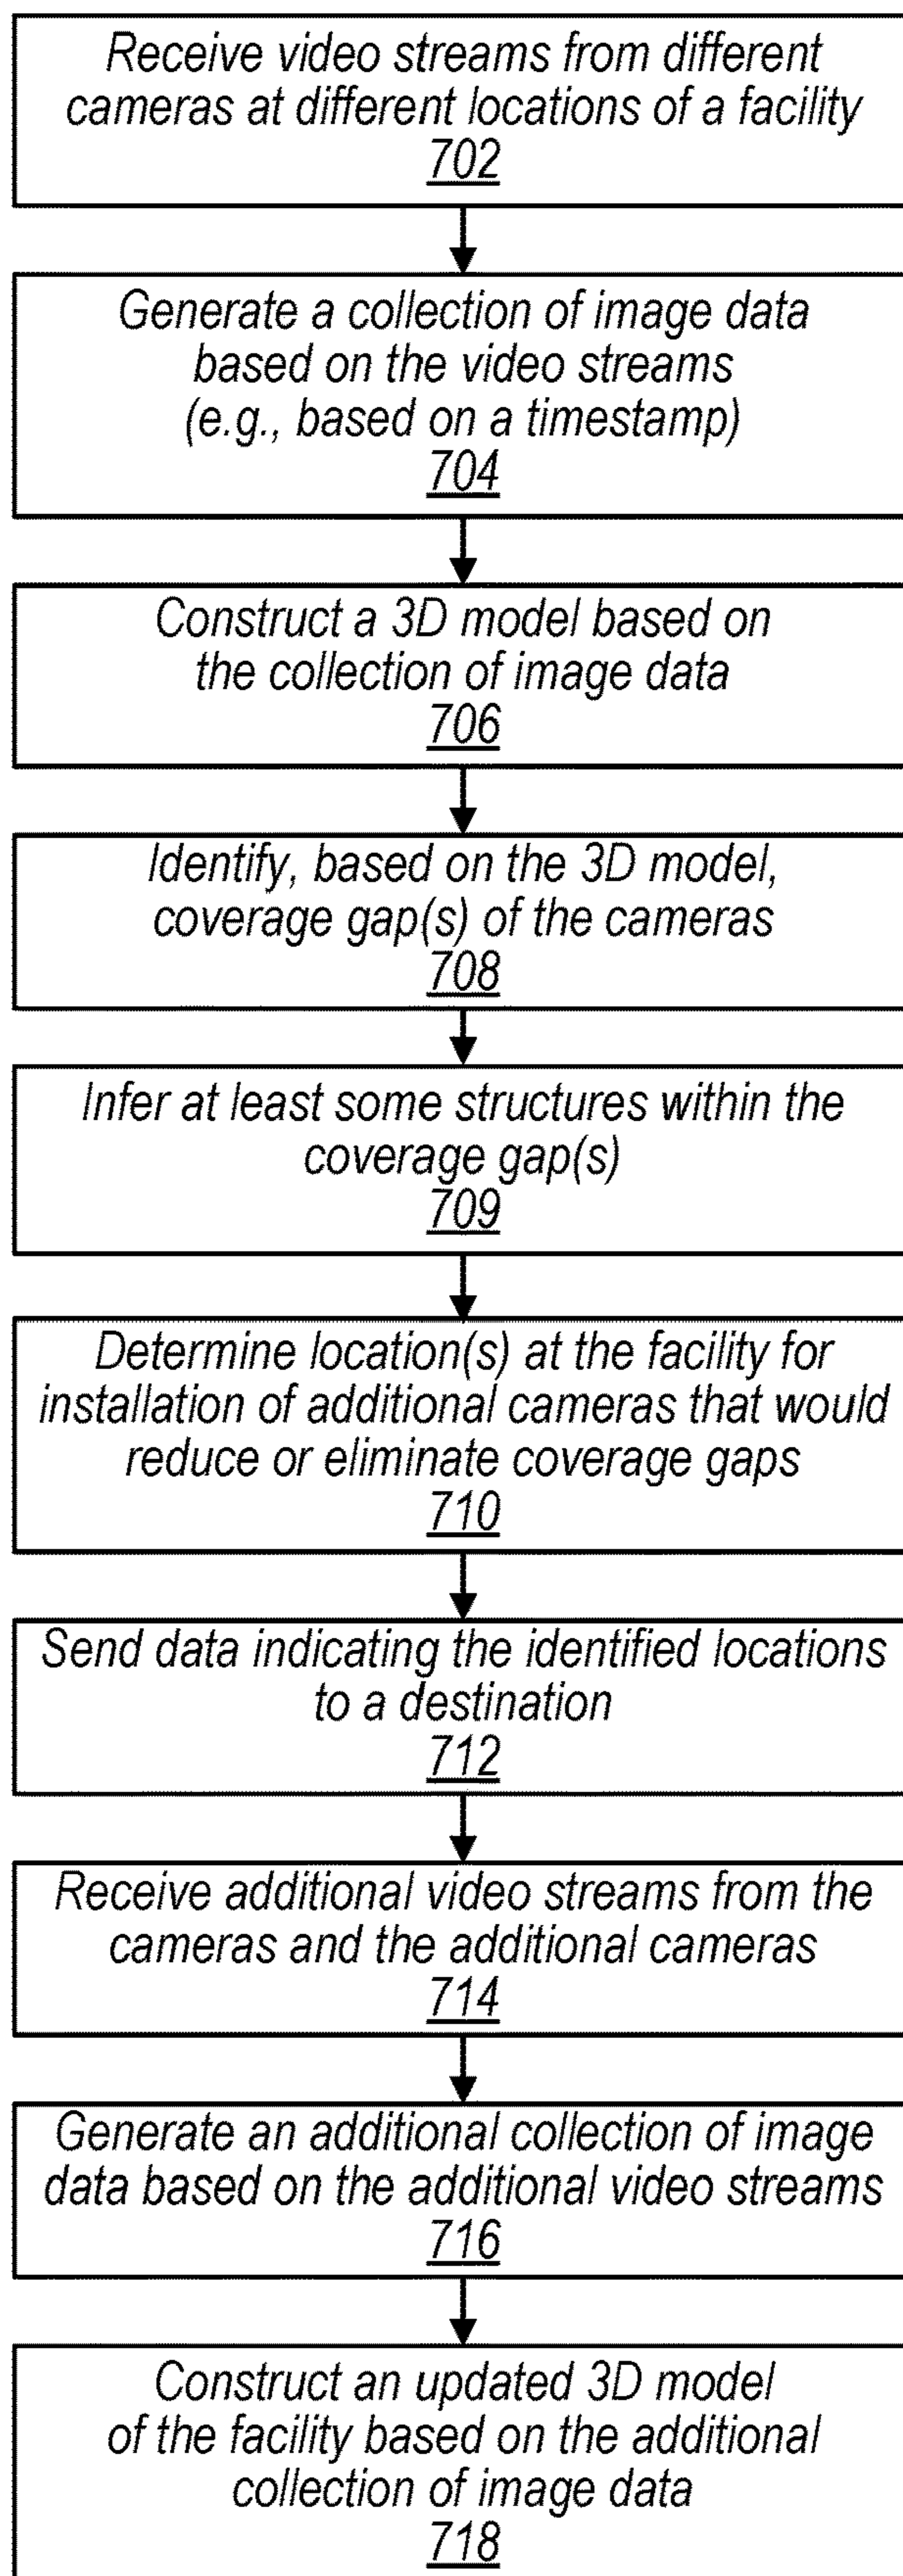 Receive video streams from different
cameras at different locations of a facility
702
Generate a collection of image data
based on the video streams
(e.g., based on a timestamp)
704
Construct a 3D model based on
the collection of image data
706
Identify, based on the 3D model,
coverage gap(s) of the cameras
708
Infer at least some structures within the
coverage gap(s)
709
Determine location(s) at the facility for
installation of additional cameras that would
reduce or eliminate coverage gaps
710
Send data indicating the identified locations
to a destination
712
Receive additional video streams from the
cameras and the additional cameras
714
Generate an additional collection of image
data based on the additional video streams
716
Construct an updated 3D model
of the facility based on the additional
collection of image data
718